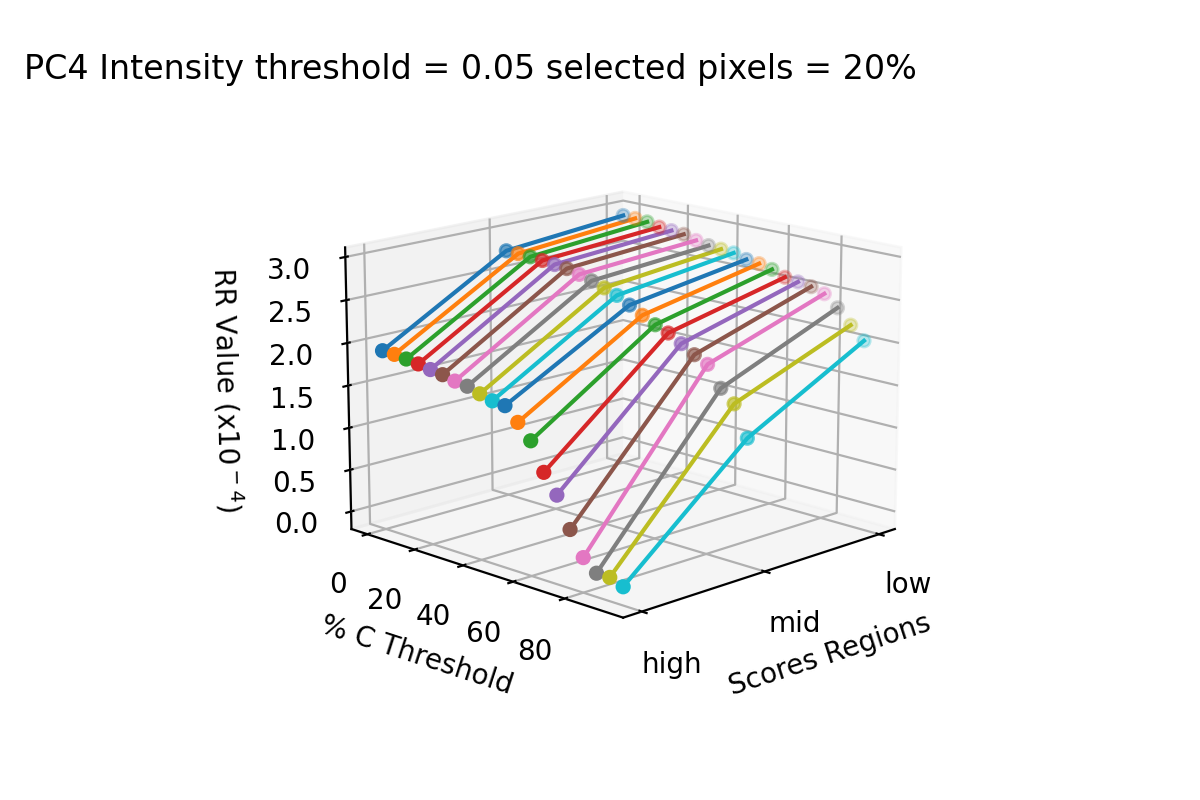 PC4 Intensity threshold = 0.05 selected pixels = 20%
RR Value (x10⁻⁴)
3.0
2.5
2.0
1.5
1.0
0.5
0.0
0
20
40
60
80
% C Threshold
high
mid
low
Scores Regions